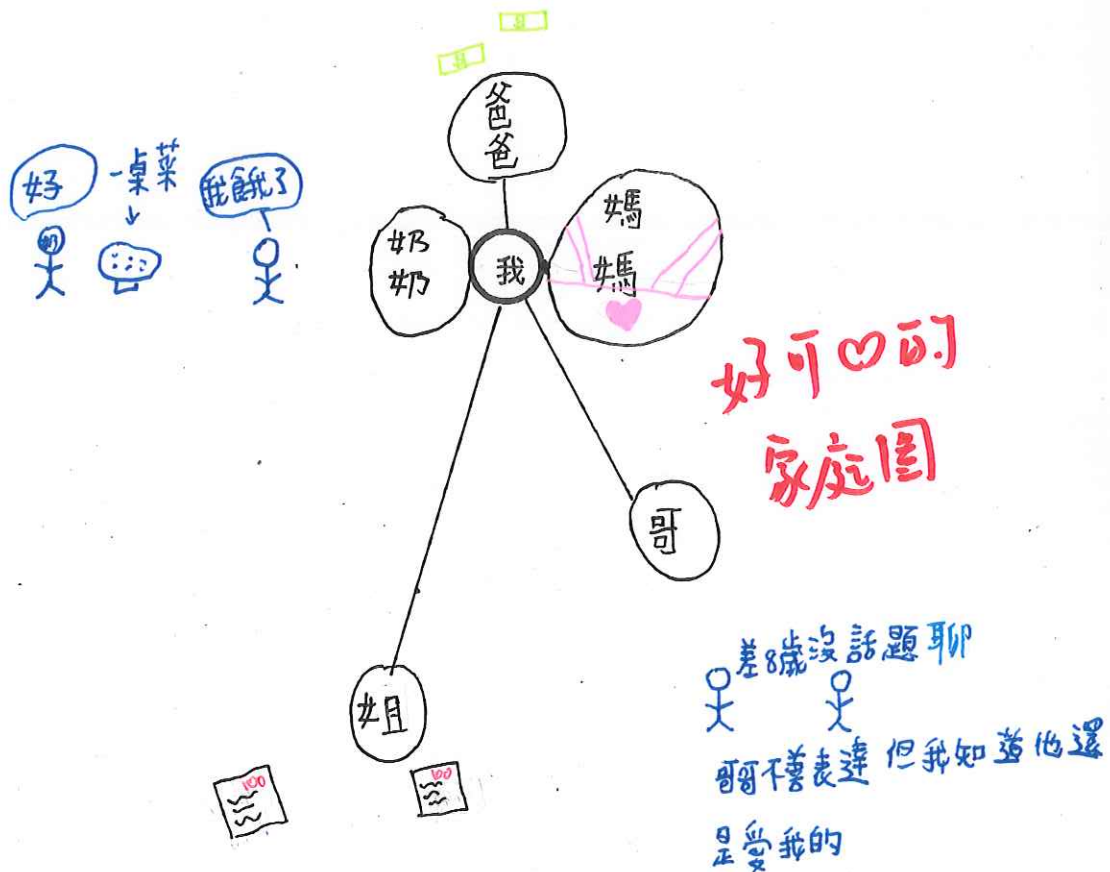 爸爸
好
一桌菜
我餓了
奶
奶奶
我
媽媽
好可♡的
家庭圖
哥
姐
100
100
差8歲沒話題聊
哥哥不善表達 但我知道他還
是愛我的